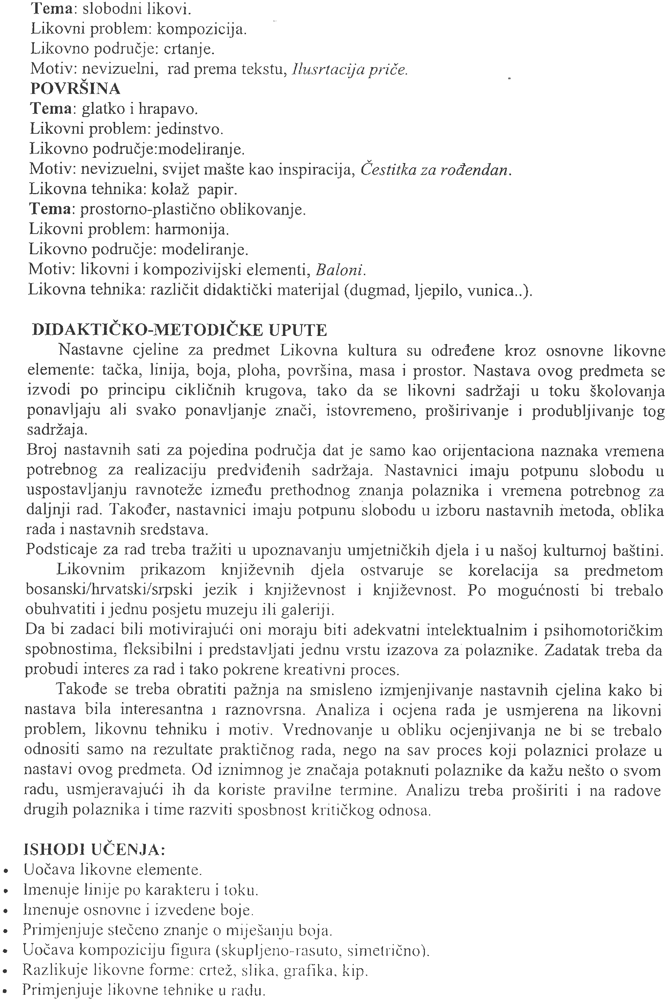 Tema: slobodni likovi.
Likovni problem: kompozicija.
Likovno područje: crtanje.
Motiv: nevizuelni, rad prema tekstu, Ilusrtacija priče.
POVRŠINA
Tema: glatko i hrapavo.
Likovni problem: jedinstvo.
Likovno područje:modeliranje.
Motiv: nevizuelni, svijet mašte kao inspiracija, Čestitka za rođendan.
Likovna tehnika: kolaž papir.
Tema: prostorno-plastično oblikovanje.
Likovni problem: harmonija.
Likovno područje: modeliranje.
Motiv: likovni i kompozivijski elementi, Baloni.
Likovna tehnika: različit didaktički materijal (dugmad, ljepilo, vunica..).
DIDAKTIČKO-METODIČKE UPUTE
Nastavne cjeline za predmet Likovna kultura su određene kroz osnovne likovne
elemente: tačka, linija, boja, ploha, površina, masa i prostor. Nastava ovog predmeta se
izvodi po principu cikličnih krugova, tako da se likovni sadržaji u toku školovanja
ponavljaju ali svako ponavljanje znači, istovremeno, proširivanje i produbljivanje tog
sadržaja.
Broj nastavnih sati za pojedina područja dat je samo kao orijentaciona naznaka vremena
potrebnog za realizaciju predviđenih sadržaja. Nastavnici imaju potpunu slobodu u
uspostavljanju ravnoteže između prethodnog znanja polaznika i vremena potrebnog za
daljnji rad. Također, nastavnici imaju potpunu slobodu u izboru nastavnih metoda, oblika
rada i nastavnih sredstava.
Podsticaje za rad treba tražiti u upoznavanju umjetničkih djela i u našoj kulturnoj baštini.
Likovnim prikazom književnih djela ostvaruje se korelacija sa predmetom
bosanski/hrvatski/srpski jezik i književnost i književnost. Po mogućnosti bi trebalo
obuhvatiti i jednu posjetu muzeju ili galeriji.
Da bi zadaci bili motivirajući oni moraju biti adekvatni intelektualnim i psihomotoričkim
spobnostima, fleksibilni i predstavljati jednu vrstu izazova za polaznike. Zadatak treba da
probudi interes za rad i tako pokrene kreativni proces.
Takođe se treba obratiti pažnja na smisleno izmjenjivanje nastavnih cjelina kako bi
nastava bila interesantna i raznovrsna. Analiza i ocjena rada je usmjerena na likovni
problem, likovnu tehniku i motiv. Vrednovanje u obliku ocjenjivanja ne bi se trebalo
odnositi samo na rezultate praktičnog rada, nego na sav proces koji polaznici prolaze u
nastavi ovog predmeta. Od iznimnog je značaja potaknuti polaznike da kažu nešto o svom
radu, usmjeravajući ih da koriste pravilne termine. Analizu treba proširiti i na radove
drugih polaznika i time razviti sposbnost kritičkog odnosa.
ISHODI UČENJA:
• Uočava likovne elemente.
• Imenuje linije po karakteru i toku.
• Imenuje osnovne i izvedene boje.
• Primjenjuje stečeno znanje o miješanju boja.
• Uočava kompoziciju figura (skupljeno-rasuto, simetrično).
• Razlikuje likovne forme: crtež, slika, grafika, kip.
• Primjenjuje likovne tehnike u radu.